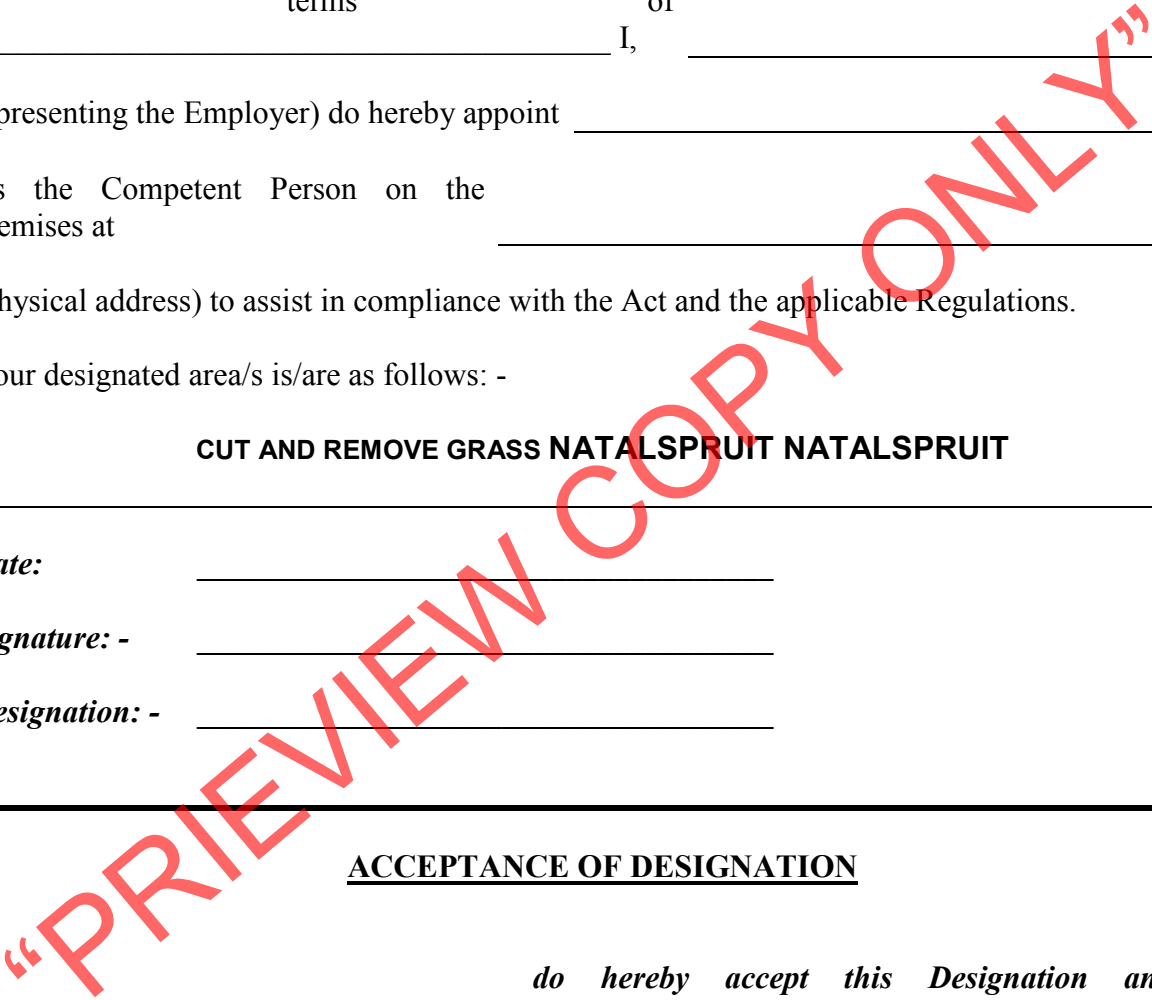 terms of
I,
presenting the Employer) do hereby appoint
s the Competent Person on the
emises at
hysical address) to assist in compliance with the Act and the applicable Regulations.
our designated area/s is/are as follows: -
CUT AND REMOVE GRASS NATALSPRUIT NATALSPRUIT
ate:
gnature: -
esignation: -
ACCEPTANCE OF DESIGNATION
do hereby accept this Designation an
“PRIEVIEW COPY ONLY”